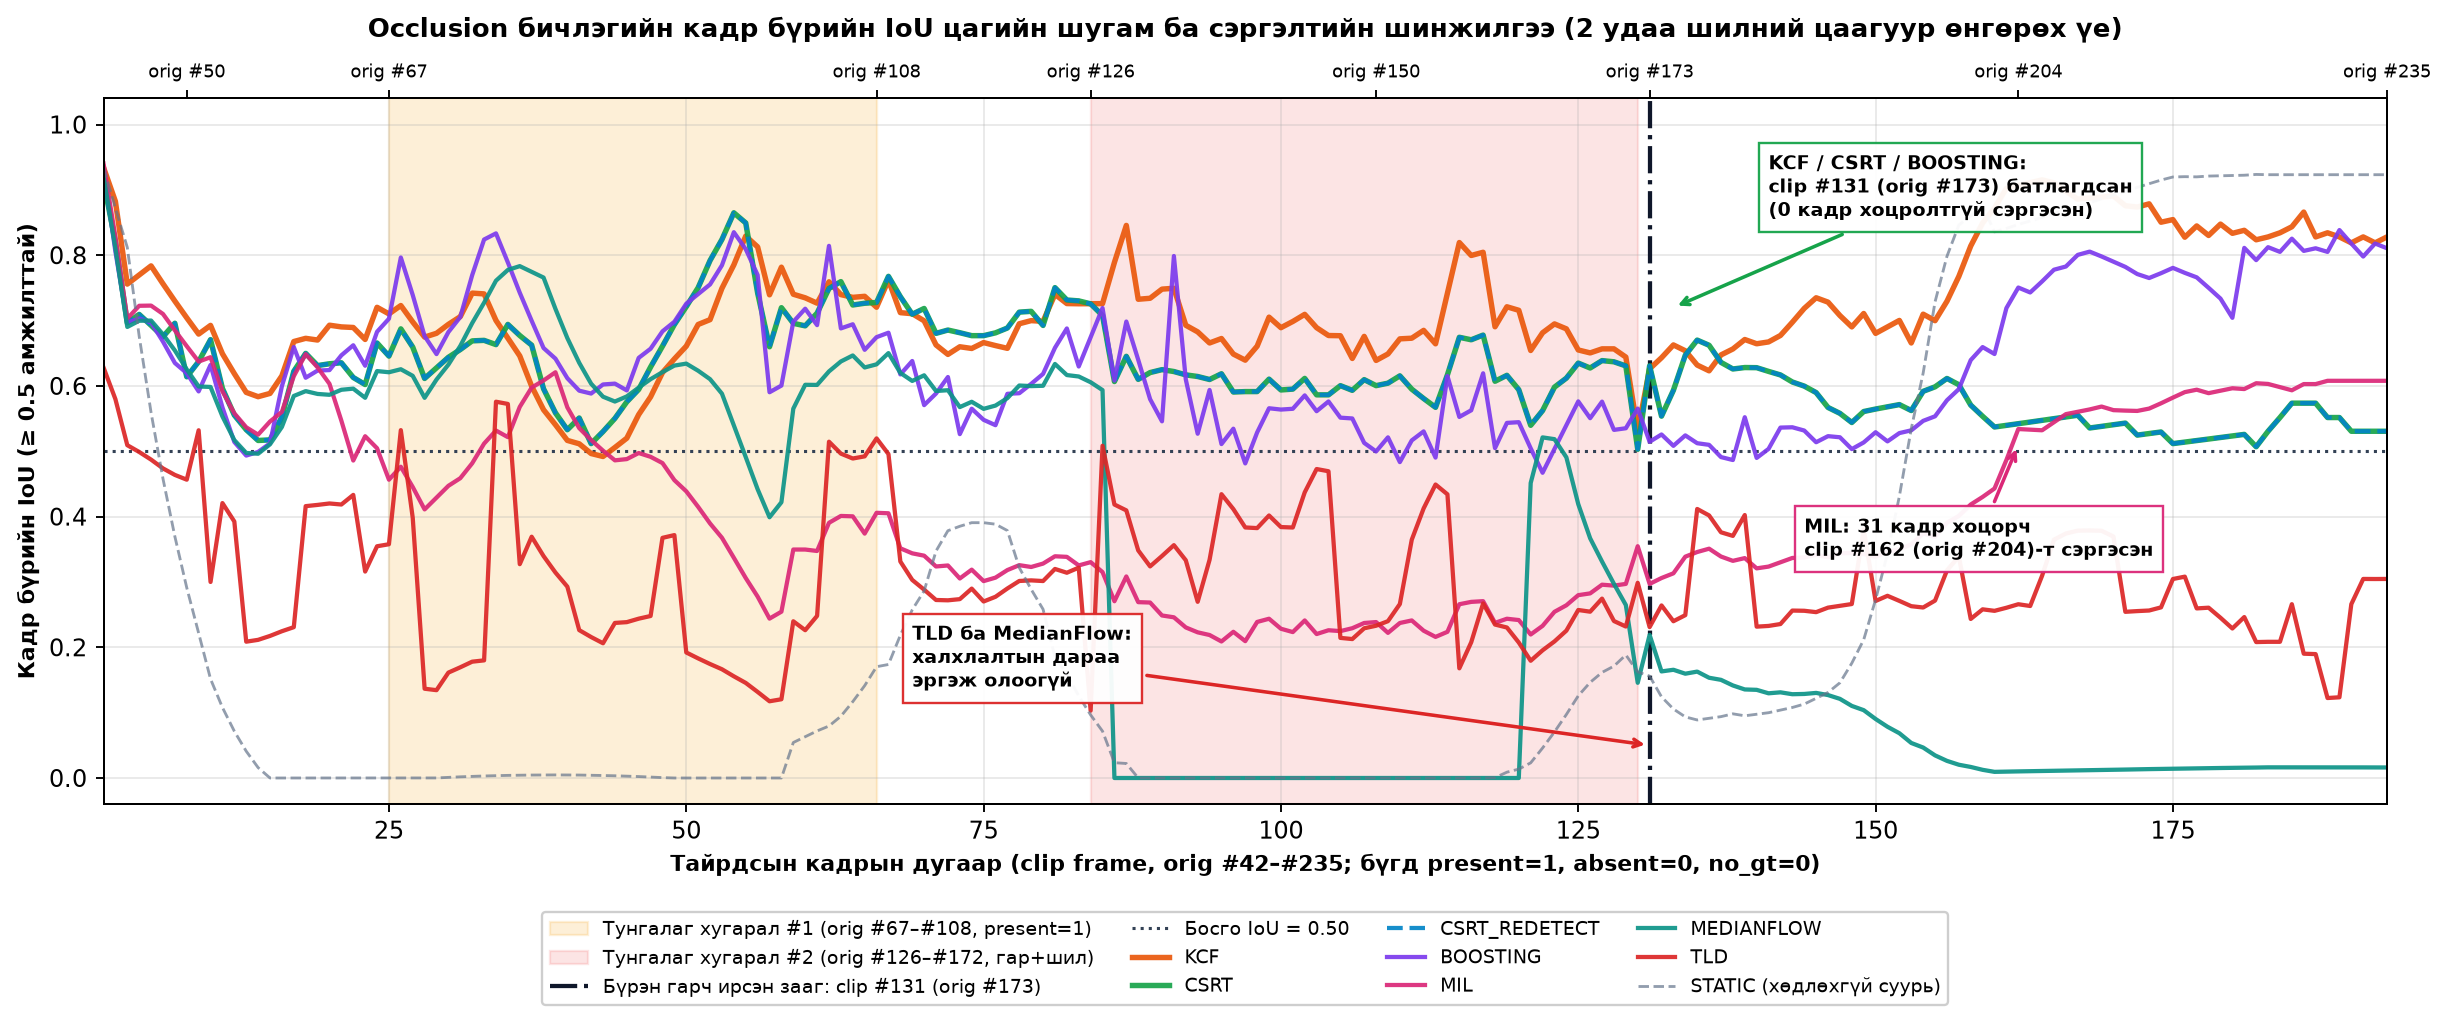 Occlusion бичлэгийн кадр бүрийн IoU цагийн шугам ба сэргэлтийн шинжилгээ (2 удаа шилний цаагуур өнгөрөх үе)
orig #50
orig #67
orig #108
orig #126
orig #150
orig #173
orig #204
orig #235
Кадр бүрийн IoU (≥ 0.5 амжилттай)
1.0
0.8
0.6
0.4
0.2
0.0
KCF / CSRT / BOOSTING:
clip #131 (orig #173) батлагдсан
(0 кадр хоцролтгүй сэргэсэн)
MIL: 31 кадр хоцорч
clip #162 (orig #204)-т сэргэсэн
TLD ба MedianFlow:
халхлалтын дараа
эргэж олоогүй
25
50
75
100
125
150
175
Тайрдсын кадрын дугаар (clip frame, orig #42–#235; бүгд present=1, absent=0, no_gt=0)
Тунгалаг хугарал #1 (orig #67–#108, present=1)
Тунгалаг хугарал #2 (orig #126–#172, гар+шил)
Бүрэн гарч ирсэн зааг: clip #131 (orig #173)
Босго IoU = 0.50
KCF
CSRT
CSRT_REDETECT
BOOSTING
MIL
MEDIANFLOW
TLD
STATIC (хөдлөхгүй суурь)